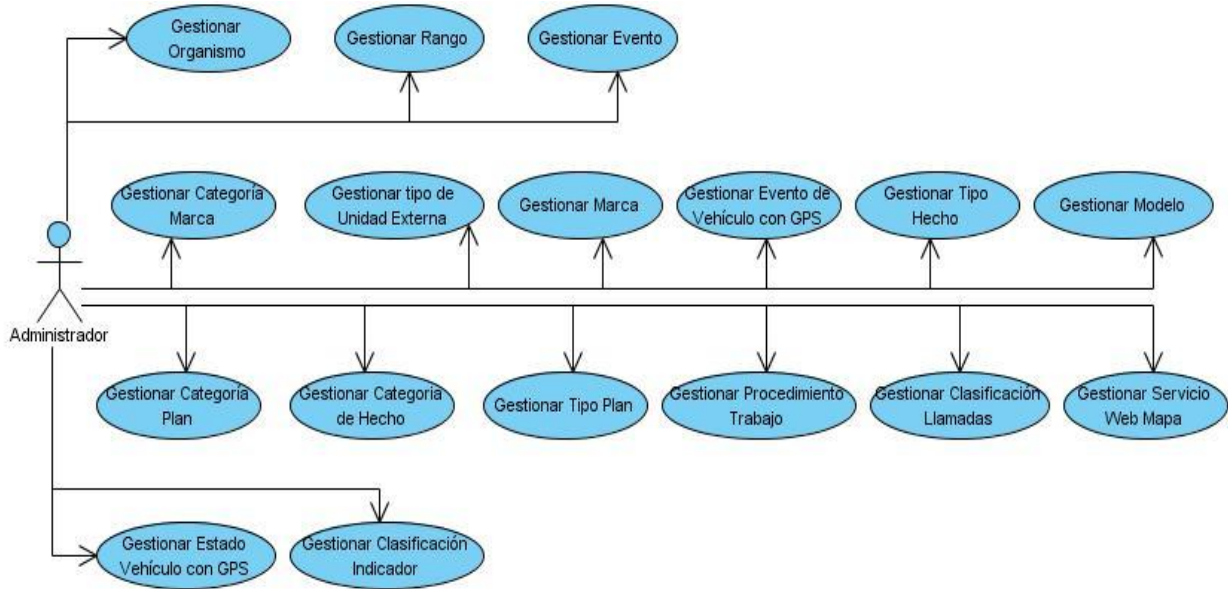 Gestionar
Organismo
Gestionar Rango
Gestionar Evento
Gestionar Categoría
Marca
Gestionar tipo de
Unidad Externa
Gestionar Marca
Gestionar Evento de
Vehículo con GPS
Gestionar Tipo
Hecho
Gestionar Modelo
Administrador
Gestionar Categoría
Plan
Gestionar Categoria
de Hecho
Gestionar Tipo Plan
Gestionar Procedimiento
Trabajo
Gestionar Clasificación
Llamadas
Gestionar Servicio
Web Mapa
Gestionar Estado
Vehículo con GPS
Gestionar Clasificación
Indicador